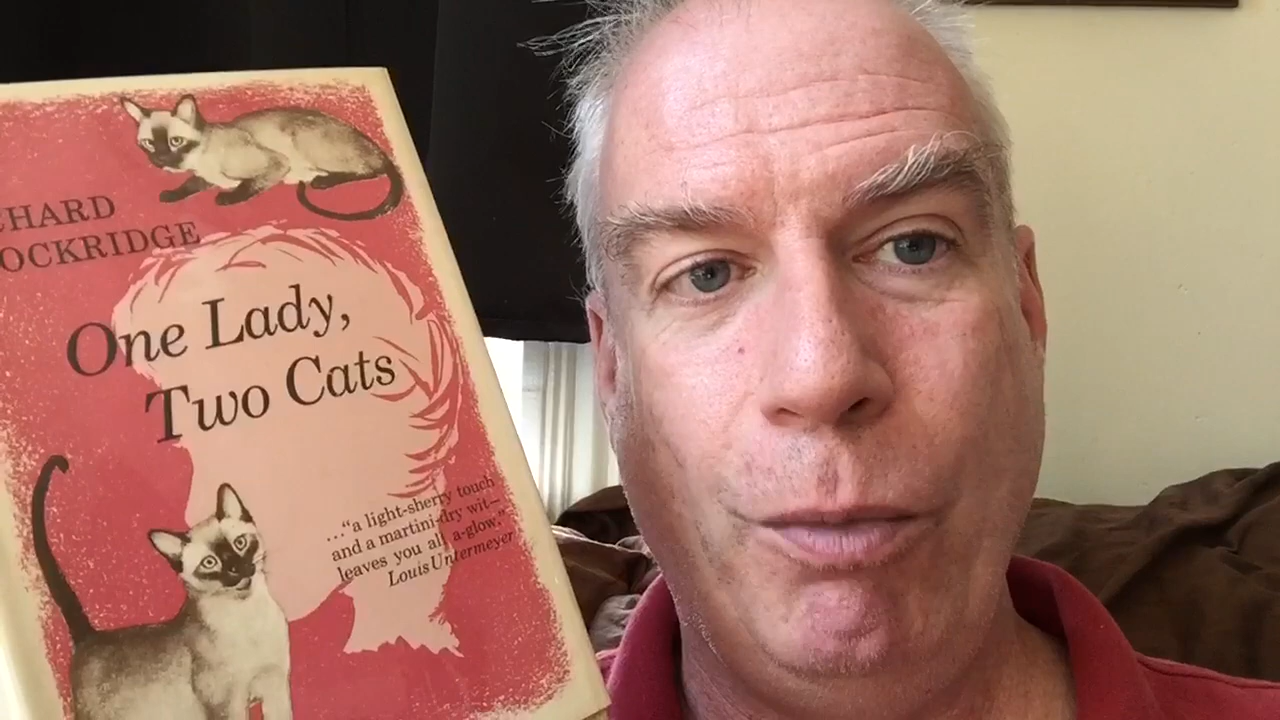 CHARD
OCKRIDGE
One Lady,
Two Cats
..."a light-sherry touch
and a martini-dry wit—
leaves you all a-glow."
Louis Untermeyer